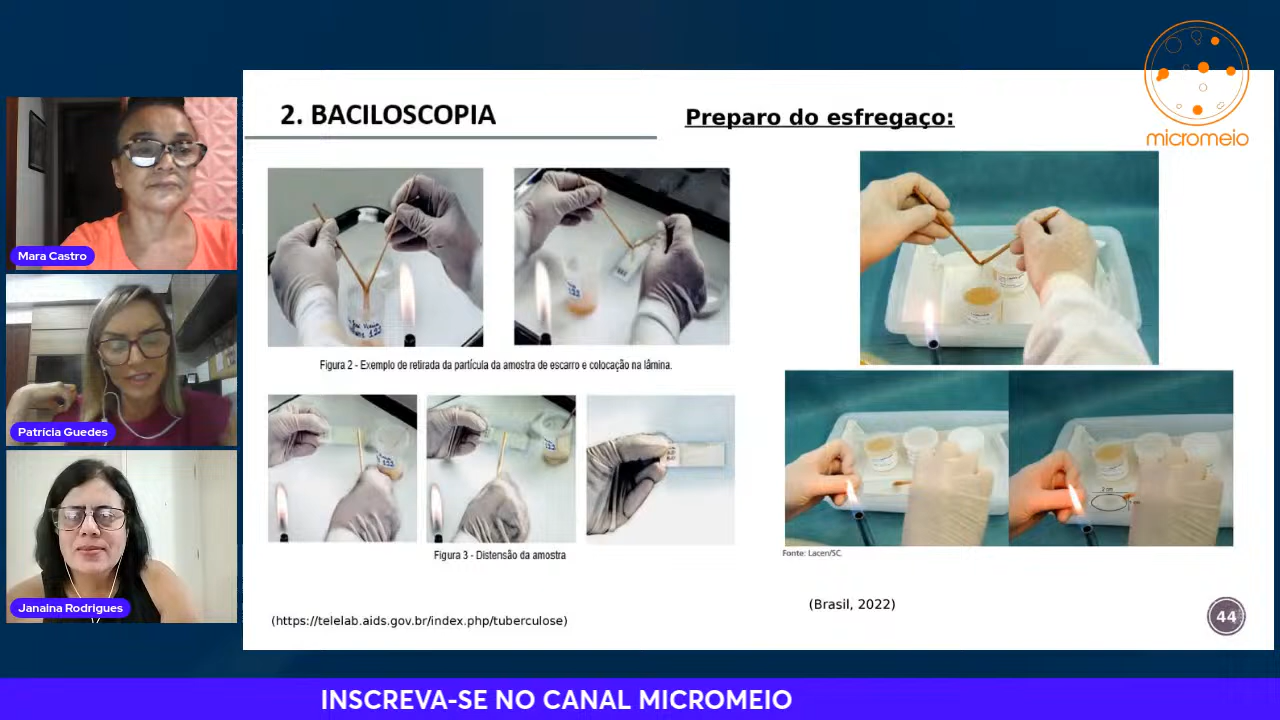 micromeio
2. BACILOSCOPIA
Preparo do esfregaço:
Mara Castro
Patrícia Guedes
Janaina Rodrigues
Figura 2 - Exemplo de retirada da partícula da amostra de escarro e colocação na lâmina.
Figura 3 - Distensão da amostra
Fonte: Lacen/SC.
2 cm
(https://telelab.aids.gov.br/index.php/tuberculose)
(Brasil, 2022)
44
INSCREVA-SE NO CANAL MICROMEIO